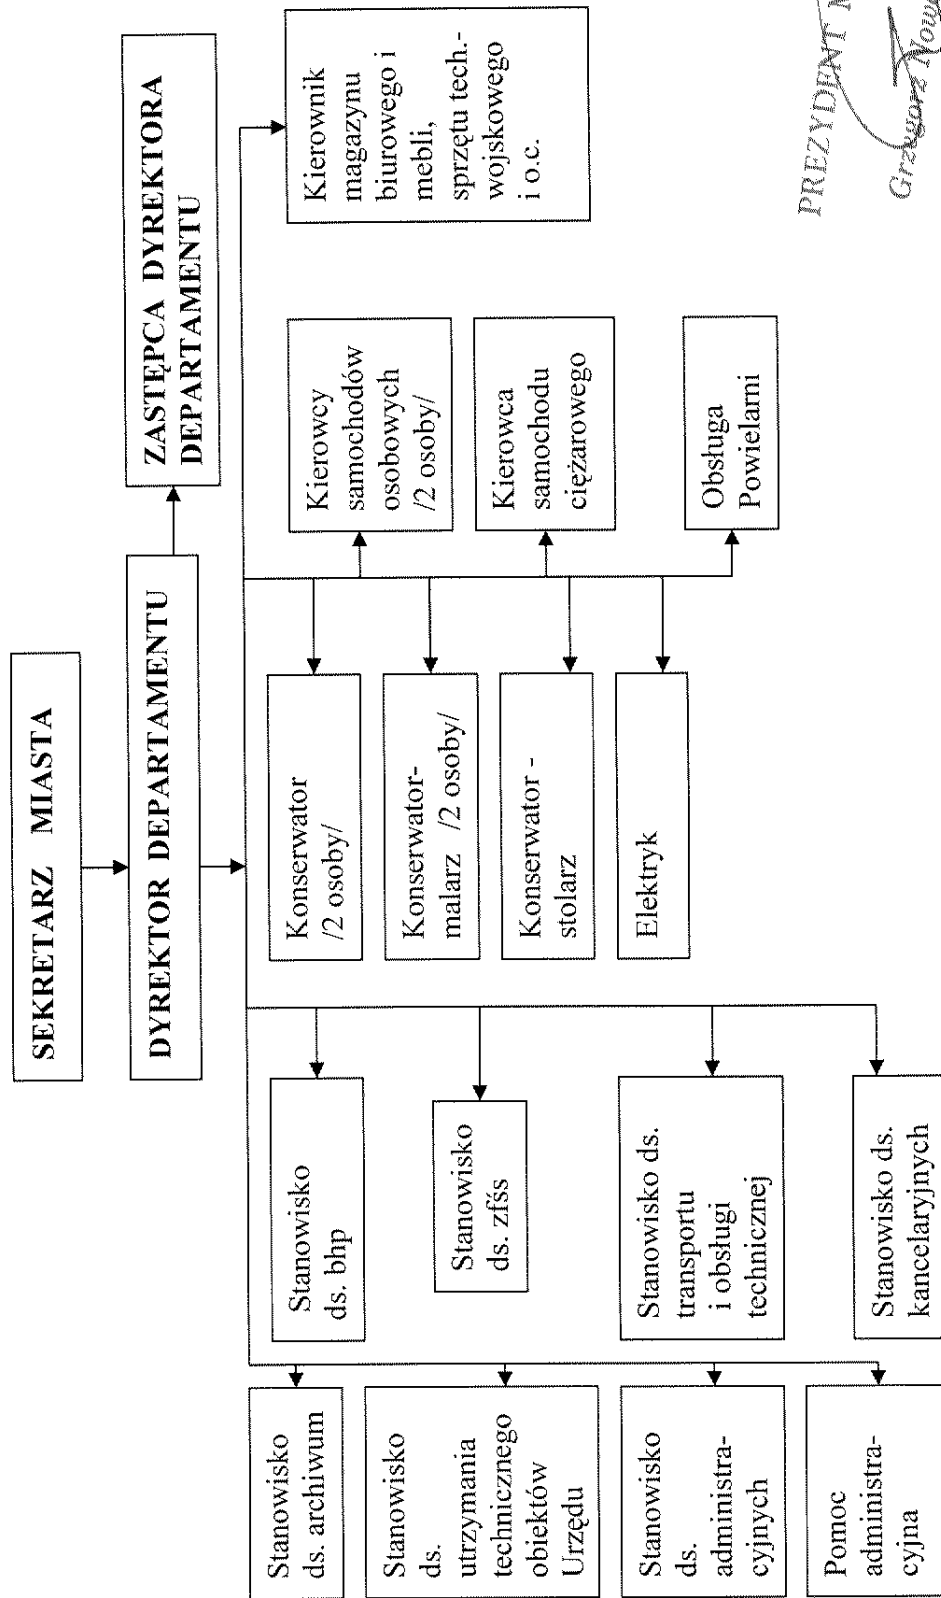 SEKRETARZ MIASTA
DYREKTOR DEPARTAMENTU
ZASTĘPCA DYREKTORA
DEPARTAMENTU
Stanowisko
ds. archiwum
Stanowisko
ds.
utrzymania
technicznego
obiektów
Urzędu
Stanowisko
ds.
administra-
cyjnych
Pomoc
administra-
cyjna
Stanowisko
ds. bhp
Stanowisko
ds. zfśs
Stanowisko ds.
transportu
i obsługi
technicznej
Stanowisko ds.
kancelaryjnych
Konserwator
/2 osoby/
Konserwator-
malarz /2 osoby/
Konserwator -
stolarz
Elektryk
Kierowcy
samochodów
osobowych
/2 osoby/
Kierowca
samochodu
ciężarowego
Obsługa
Powielarni
Kierownik
magazynu
biurowego i
mebli,
sprzętu tech.-
wojskowego
i o.c.
PREZYDENT
Grzegorz